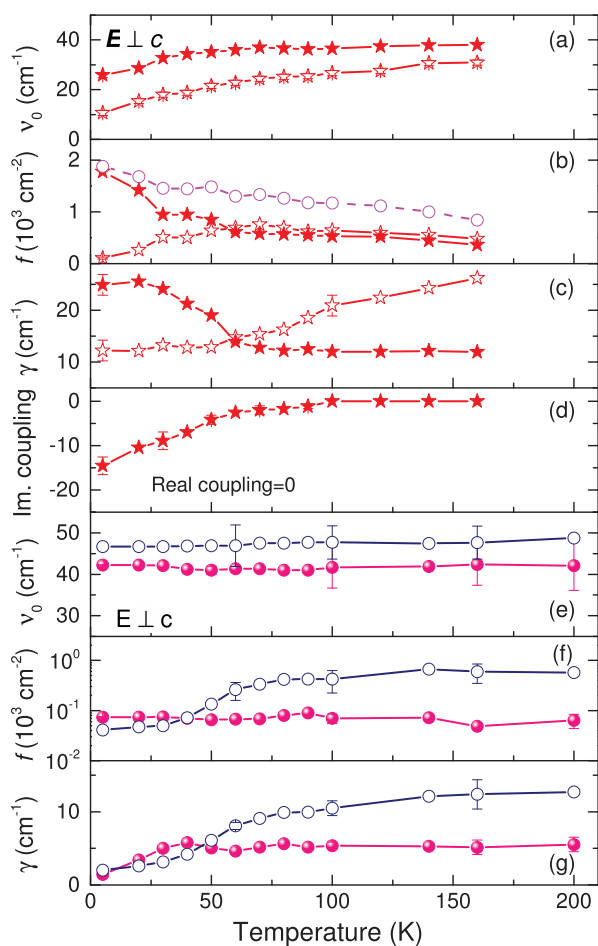 E ⊥ c
(a)
40
20
0
ν₀ (cm⁻¹)
(b)
2
1
0
f (10³ cm⁻²)
(c)
20
10
γ (cm⁻¹)
(d)
0
-10
-20
Im. coupling
Real coupling=0
50
40
30
ν₀ (cm⁻¹)
E ⊥ c
(e)
(f)
10⁰
10⁻¹
10⁻²
f (10³ cm⁻²)
10
0
γ (cm⁻¹)
(g)
0 50 100 150 200
Temperature (K)